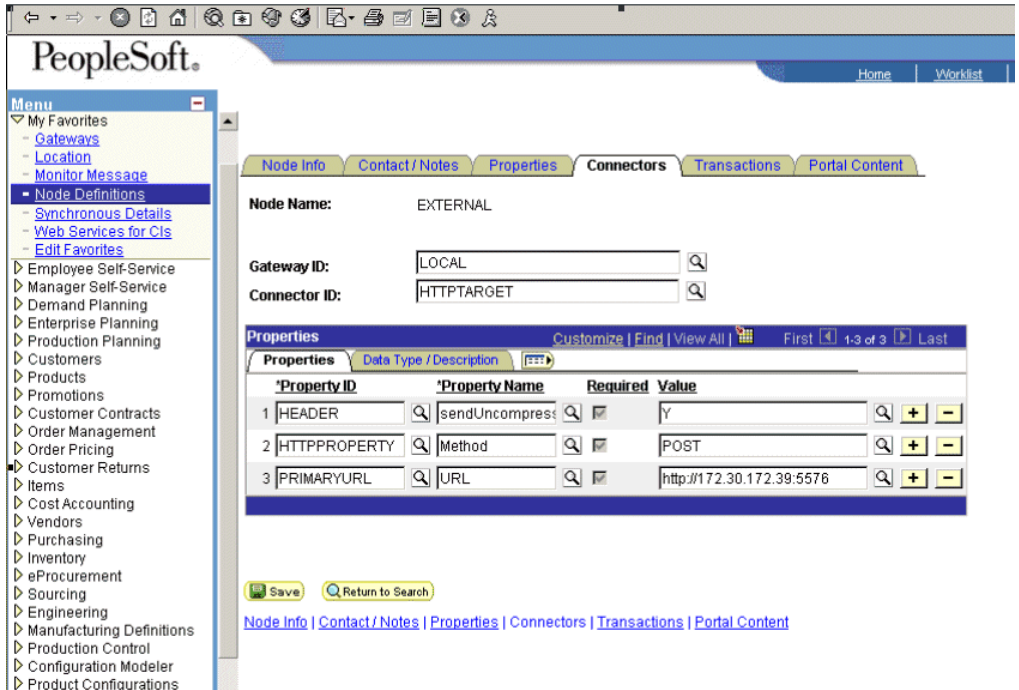 PeopleSoft.
Home | Worklist |
Menu
My Favorites
- Gateways
- Location
- Monitor Message
- Node Definitions
- Synchronous Details
- Web Services for CIs
- Edit Favorites
Employee Self-Service
Manager Self-Service
Demand Planning
Enterprise Planning
Production Planning
Customers
Products
Promotions
Customer Contracts
Order Management
Order Pricing
Customer Returns
Items
Cost Accounting
Vendors
Purchasing
Inventory
eProcurement
Sourcing
Engineering
Manufacturing Definitions
Production Control
Configuration Modeler
Product Configurations
Node Info Contact / Notes Properties Connectors Transactions Portal Content
Node Name: EXTERNAL
Gateway ID: LOCAL
Connector ID: HTTPTARGET
Properties Customize | Find | View All | First 1-3 of 3 Last
Properties Data Type / Description
*Property ID *Property Name Required Value
1 HEADER sendUncompress Y + -
2 HTTPPROPERTY Method POST + -
3 PRIMARYURL URL http://172.30.172.39:5576 + -
Save Return to Search
Node Info | Contact / Notes | Properties | Connectors | Transactions | Portal Content